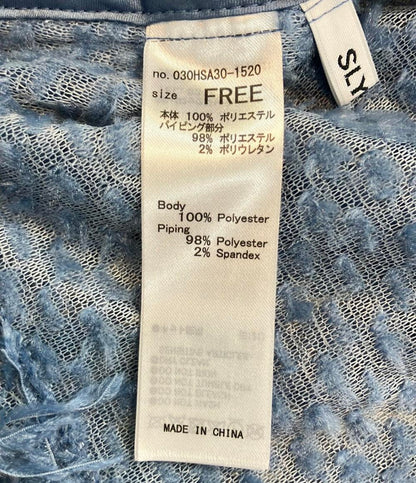 no. 030HSA30-1520
size FREE
本体 100% ポリエステル
パイピング部分
98% ポリエステル
2% ポリウレタン
Body
100% Polyester
Piping
98% Polyester
2% Spandex
MADE IN CHINA
SLY